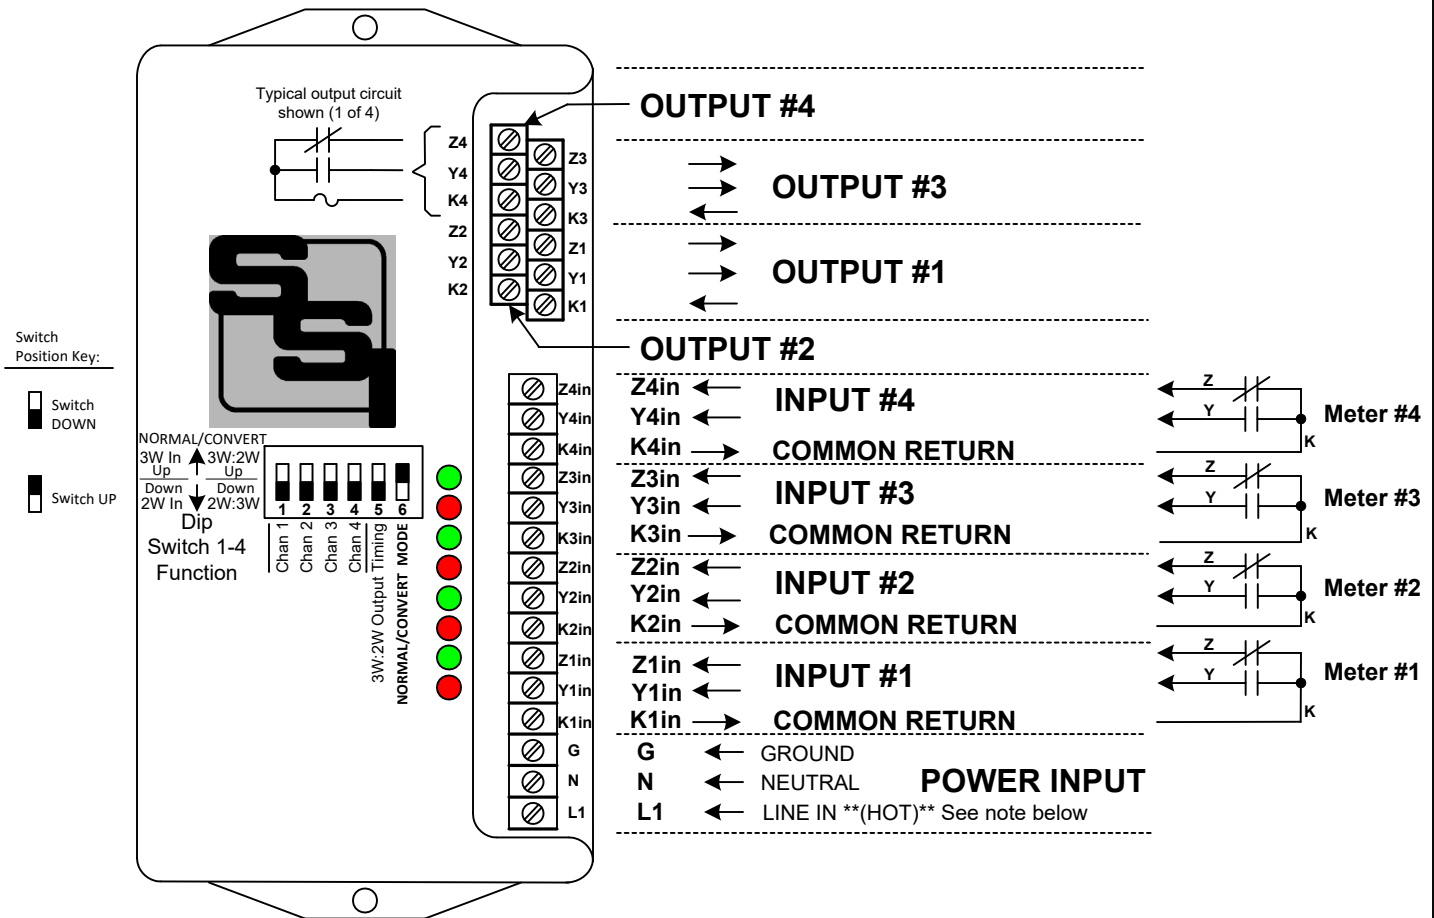 Typical output circuit
shown (1 of 4)
Z4
Y4
K4
Z2
Y2
K2
Z3
Y3
K3
Z1
Y1
K1
OUTPUT #4
OUTPUT #3
OUTPUT #1
OUTPUT #2
SSI
Switch
Position Key:
Switch
DOWN
Switch UP
NORMAL/CONVERT
3W In 3W:2W
Up Up
Down Down
2W In 2W:3W
Dip
Switch 1-4
Function
1 2 3 4 5 6
Chan 1
Chan 2
Chan 3
Chan 4
3W:2W Output Timing
NORMAL/CONVERT MODE
Z4in
Y4in
K4in
Z3in
Y3in
K3in
Z2in
Y2in
K2in
Z1in
Y1in
K1in
G
N
L1
Z4in
Y4in INPUT #4
K4in COMMON RETURN
Z3in
Y3in INPUT #3
K3in COMMON RETURN
Z2in
Y2in INPUT #2
K2in COMMON RETURN
Z1in
Y1in INPUT #1
K1in COMMON RETURN
G GROUND
N NEUTRAL POWER INPUT
L1 LINE IN **(HOT)** See note below
Z
Y
K
Meter #4
Z
Y
K
Meter #3
Z
Y
K
Meter #2
Z
Y
K
Meter #1